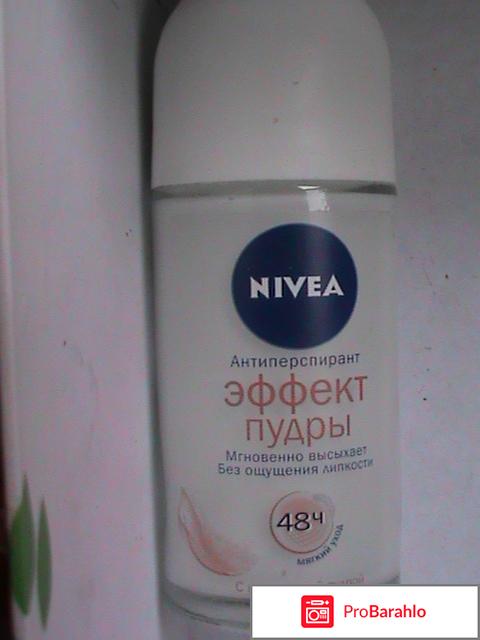 NIVEA
Антиперспирант
эффект
пудры
Мгновенно высыхает
Без ощущения липкости
48ч
мягкий уход
ProBarahlo